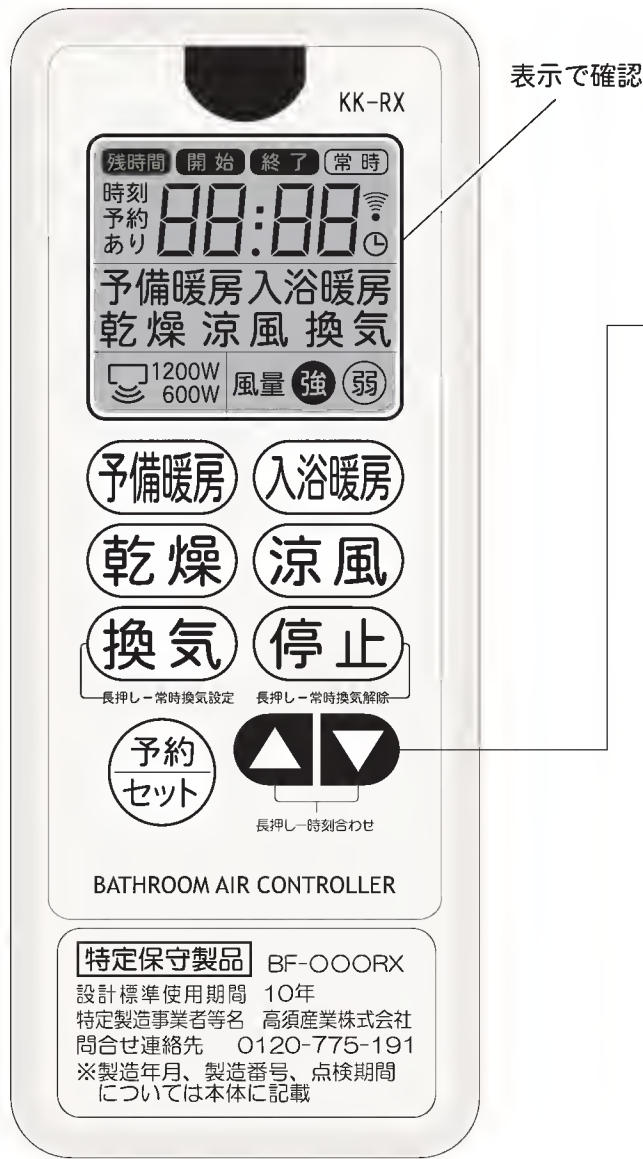 表示で確認
KK-RX
残時間 開始 終了 常時
時刻
予約
あり
88:88
予備暖房 入浴暖房
乾燥 涼風 換気
1200W
600W
風量 強 弱
予備暖房 入浴暖房
乾燥 涼風
換気 停止
長押しー常時換気設定 長押しー常時換気解除
予約
セット
長押しー時刻合わせ
BATHROOM AIR CONTROLLER
特定保守製品 BF-OOORX
設計標準使用期間 10年
特定製造事業者等名 高須産業株式会社
問合せ連絡先 0120-775-191
※製造年月、製造番号、点検期間
については本体に記載